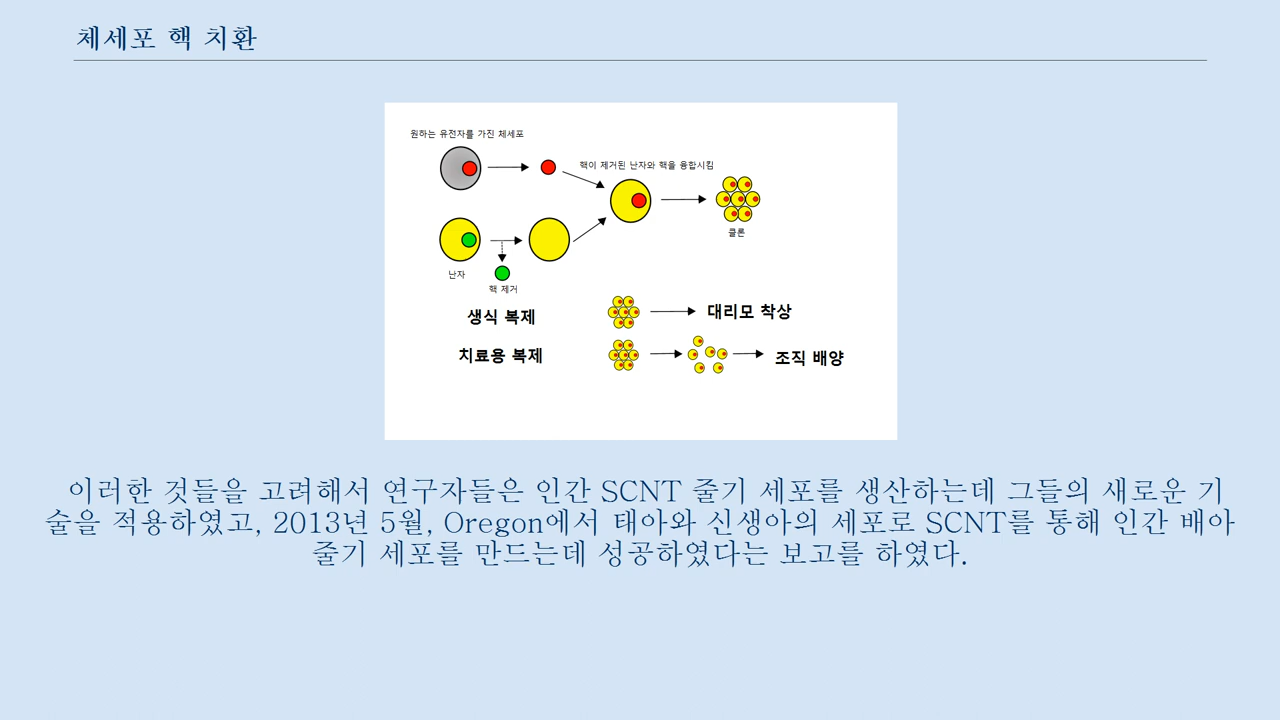 체세포 핵 치환
원하는 유전자를 가진 체세포
핵이 제거된 난자와 핵을 융합시킴
클론
난자
핵 제거
생식 복제
대리모 착상
치료용 복제
조직 배양
이러한 것들을 고려해서 연구자들은 인간 SCNT 줄기 세포를 생산하는데 그들의 새로운 기
술을 적용하였고, 2013년 5월, Oregon에서 태아와 신생아의 세포로 SCNT를 통해 인간 배아
줄기 세포를 만드는데 성공하였다는 보고를 하였다.